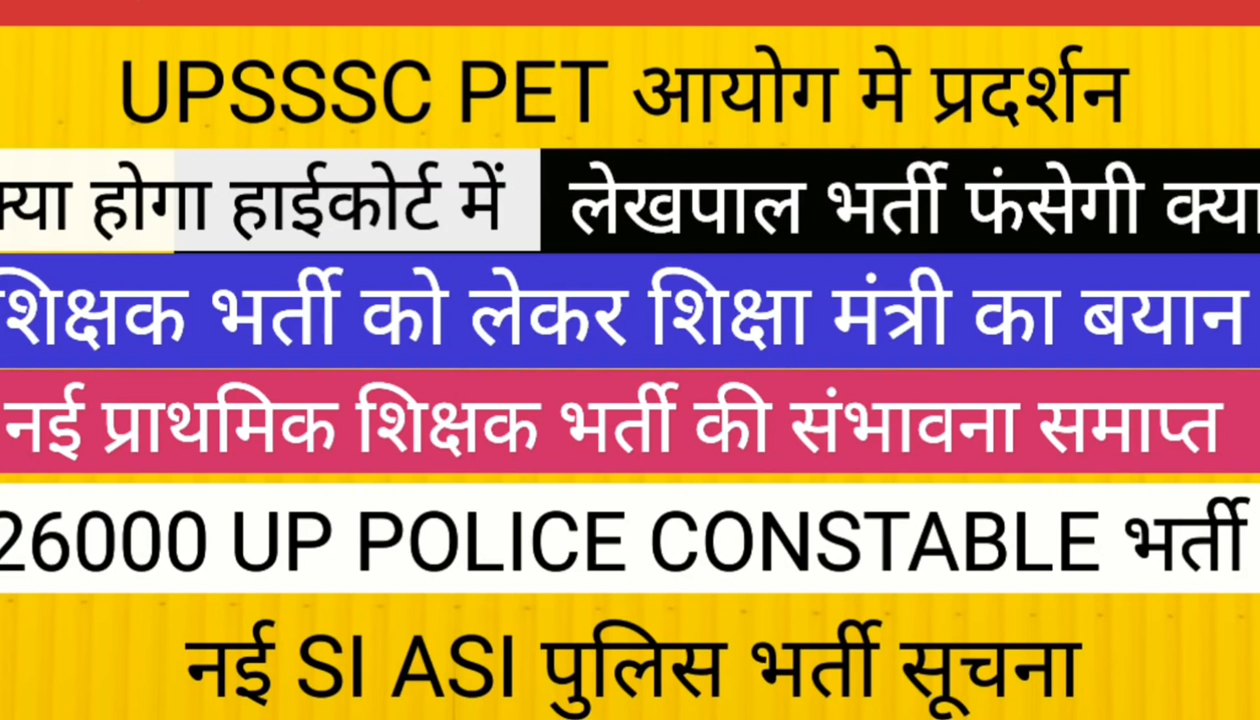 UPSSSC PET आयोग मे प्रदर्शन
क्या होगा हाईकोर्ट में लेखपाल भर्ती फंसेगी क्या
शिक्षक भर्ती को लेकर शिक्षा मंत्री का बयान
नई प्राथमिक शिक्षक भर्ती की संभावना समाप्त
26000 UP POLICE CONSTABLE भर्ती
नई SI ASI पुलिस भर्ती सूचना